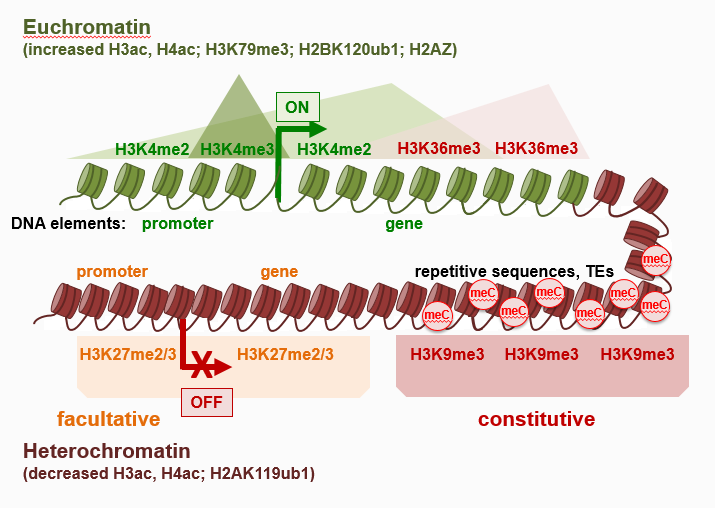 Euchromatin
(increased H3ac, H4ac; H3K79me3; H2BK120ub1; H2AZ)
ON
H3K4me2 H3K4me3 H3K4me2 H3K36me3 H3K36me3
DNA elements: promoter gene
meC
promoter gene repetitive sequences, TEs
meC meC meC meC meC meC meC
H3K27me2/3 H3K27me2/3 H3K9me3 H3K9me3 H3K9me3
X
OFF
facultative constitutive
Heterochromatin
(decreased H3ac, H4ac; H2AK119ub1)